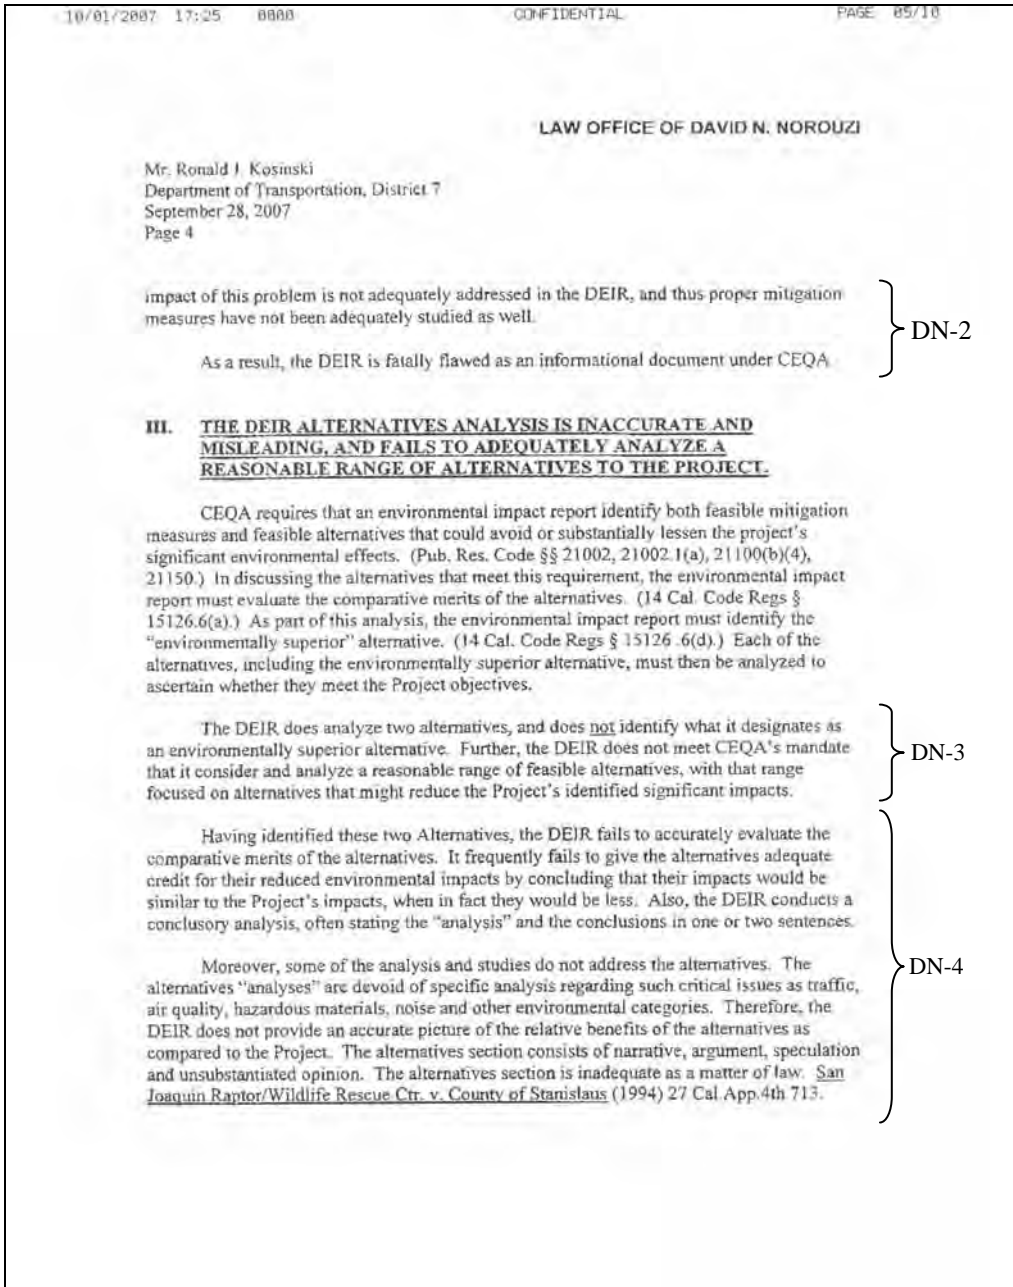 10/01/2007 17:25 0000 CONFIDENTIAL PAGE 05/10
LAW OFFICE OF DAVID N. NOROUZI
Mr. Ronald J. Kosinski
Department of Transportation, District 7
September 28, 2007
Page 4
impact of this problem is not adequately addressed in the DEIR, and thus proper mitigation
measures have not been adequately studied as well.
DN-2
As a result, the DEIR is fatally flawed as an informational document under CEQA
III. THE DEIR ALTERNATIVES ANALYSIS IS INACCURATE AND
MISLEADING, AND FAILS TO ADEQUATELY ANALYZE A
REASONABLE RANGE OF ALTERNATIVES TO THE PROJECT.
CEQA requires that an environmental impact report identify both feasible mitigation
measures and feasible alternatives that could avoid or substantially lessen the project's
significant environmental effects. (Pub. Res. Code §§ 21002, 21002.1(a), 21100(b)(4),
21150.) In discussing the alternatives that meet this requirement, the environmental impact
report must evaluate the comparative merits of the alternatives. (14 Cal. Code Regs §
15126.6(a).) As part of this analysis, the environmental impact report must identify the
"environmentally superior" alternative. (14 Cal. Code Regs § 15126 .6(d).) Each of the
alternatives, including the environmentally superior alternative, must then be analyzed to
ascertain whether they meet the Project objectives.
The DEIR does analyze two alternatives, and does not identify what it designates as
an environmentally superior alternative. Further, the DEIR does not meet CEQA's mandate
DN-3
that it consider and analyze a reasonable range of feasible alternatives, with that range
focused on alternatives that might reduce the Project's identified significant impacts.
Having identified these two Alternatives, the DEIR fails to accurately evaluate the
comparative merits of the alternatives. It frequently fails to give the alternatives adequate
credit for their reduced environmental impacts by concluding that their impacts would be
similar to the Project's impacts, when in fact they would be less. Also, the DEIR conducts a
conclusory analysis, often stating the "analysis" and the conclusions in one or two sentences.
Moreover, some of the analysis and studies do not address the alternatives. The
DN-4
alternatives "analyses" are devoid of specific analysis regarding such critical issues as traffic,
air quality, hazardous materials, noise and other environmental categories. Therefore, the
DEIR does not provide an accurate picture of the relative benefits of the alternatives as
compared to the Project. The alternatives section consists of narrative, argument, speculation
and unsubstantiated opinion. The alternatives section is inadequate as a matter of law. San
Joaquin Raptor/Wildlife Rescue Ctr. v. County of Stanislaus (1994) 27 Cal.App.4th 713.